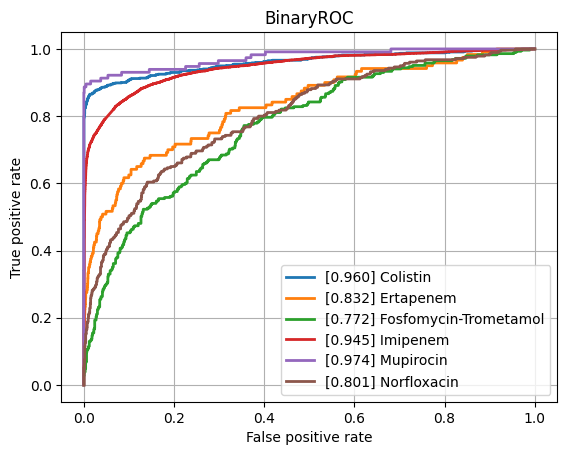 BinaryROC
True positive rate
1.0
0.8
0.6
0.4
0.2
0.0
[0.960] Colistin
[0.832] Ertapenem
[0.772] Fosfomycin-Trometamol
[0.945] Imipenem
[0.974] Mupirocin
[0.801] Norfloxacin
0.0 0.2 0.4 0.6 0.8 1.0
False positive rate